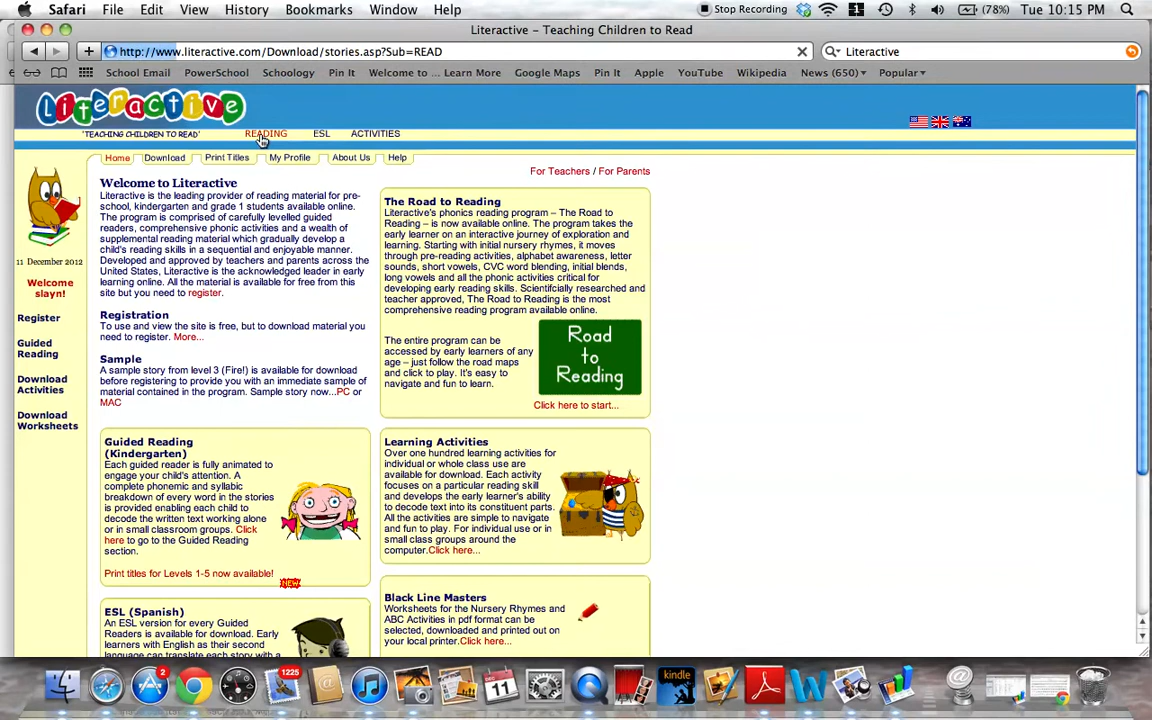 Safari File Edit View History Bookmarks Window Help Stop Recording 1 (78%) Tue 10:15 PM
Literactive – Teaching Children to Read
http://www.literactive.com/Download/stories.asp?Sub=READ
Literactive
School Email PowerSchool Schoology Pin It Welcome to ... Learn More Google Maps Pin It Apple YouTube Wikipedia News (650) Popular
Literactive
'TEACHING CHILDREN TO READ' READING ESL ACTIVITIES
Home Download Print Titles My Profile About Us Help
For Teachers / For Parents
11 December 2012
Welcome
slayn!
Register
Guided
Reading
Download
Activities
Download
Worksheets
Welcome to Literactive
Literactive is the leading provider of reading material for pre-
school, kindergarten and grade 1 students available online.
The program is comprised of carefully levelled guided
readers, comprehensive phonic activities and a wealth of
supplemental reading material which gradually develop a
child's reading skills in a sequential and enjoyable manner.
Developed and approved by teachers and parents across the
United States, Literactive is the acknowledged leader in early
learning online. All the material is available for free from this
site but you need to register.
Registration
To use and view the site is free, but to download material you
need to register. More...
Sample
A sample story from level 3 (Fire!) is available for download
before registering to provide you with an immediate sample of
material contained in the program. Sample story now...PC or
MAC
The Road to Reading
Literactive's phonics reading program – The Road to
Reading – is now available online. The program takes the
early learner on an interactive journey of exploration and
learning. Starting with initial nursery rhymes, it moves
through pre-reading activities, alphabet awareness, letter
sounds, short vowels, CVC word blending, initial blends,
long vowels and all the phonic activities critical for
developing early reading skills. Scientifcially researched and
teacher approved, The Road to Reading is the most
comprehensive reading program available online.
The entire program can be
accessed by early learners of any
age – just follow the road maps
and click to play. It's easy to
navigate and fun to learn.
Road
to
Reading
Click here to start...
Guided Reading
(Kindergarten)
Each guided reader is fully animated to
engage your child's attention. A
complete phonemic and syllabic
breakdown of every word in the stories
is provided enabling each child to
decode the written text working alone
or in small classroom groups. Click
here to go to the Guided Reading
section.
Print titles for Levels 1-5 now available!
NEW
Learning Activities
Over one hundred learning activities for
individual or whole class use are
available for download. Each activity
focuses on a particular reading skill
and develops the early learner's ability
to decode text into its constituent parts.
All the activities are simple to navigate
and fun to play. For individual use or in
small class groups around the
computer.Click here...
ESL (Spanish)
An ESL version for every Guided
Readers is available for download. Early
learners with English as their second
language can translate each story with a
Black Line Masters
Worksheets for the Nursery Rhymes and
ABC Activities in pdf format can be
selected, downloaded and printed out on
your local printer.Click here...
2
1225
11
kindle